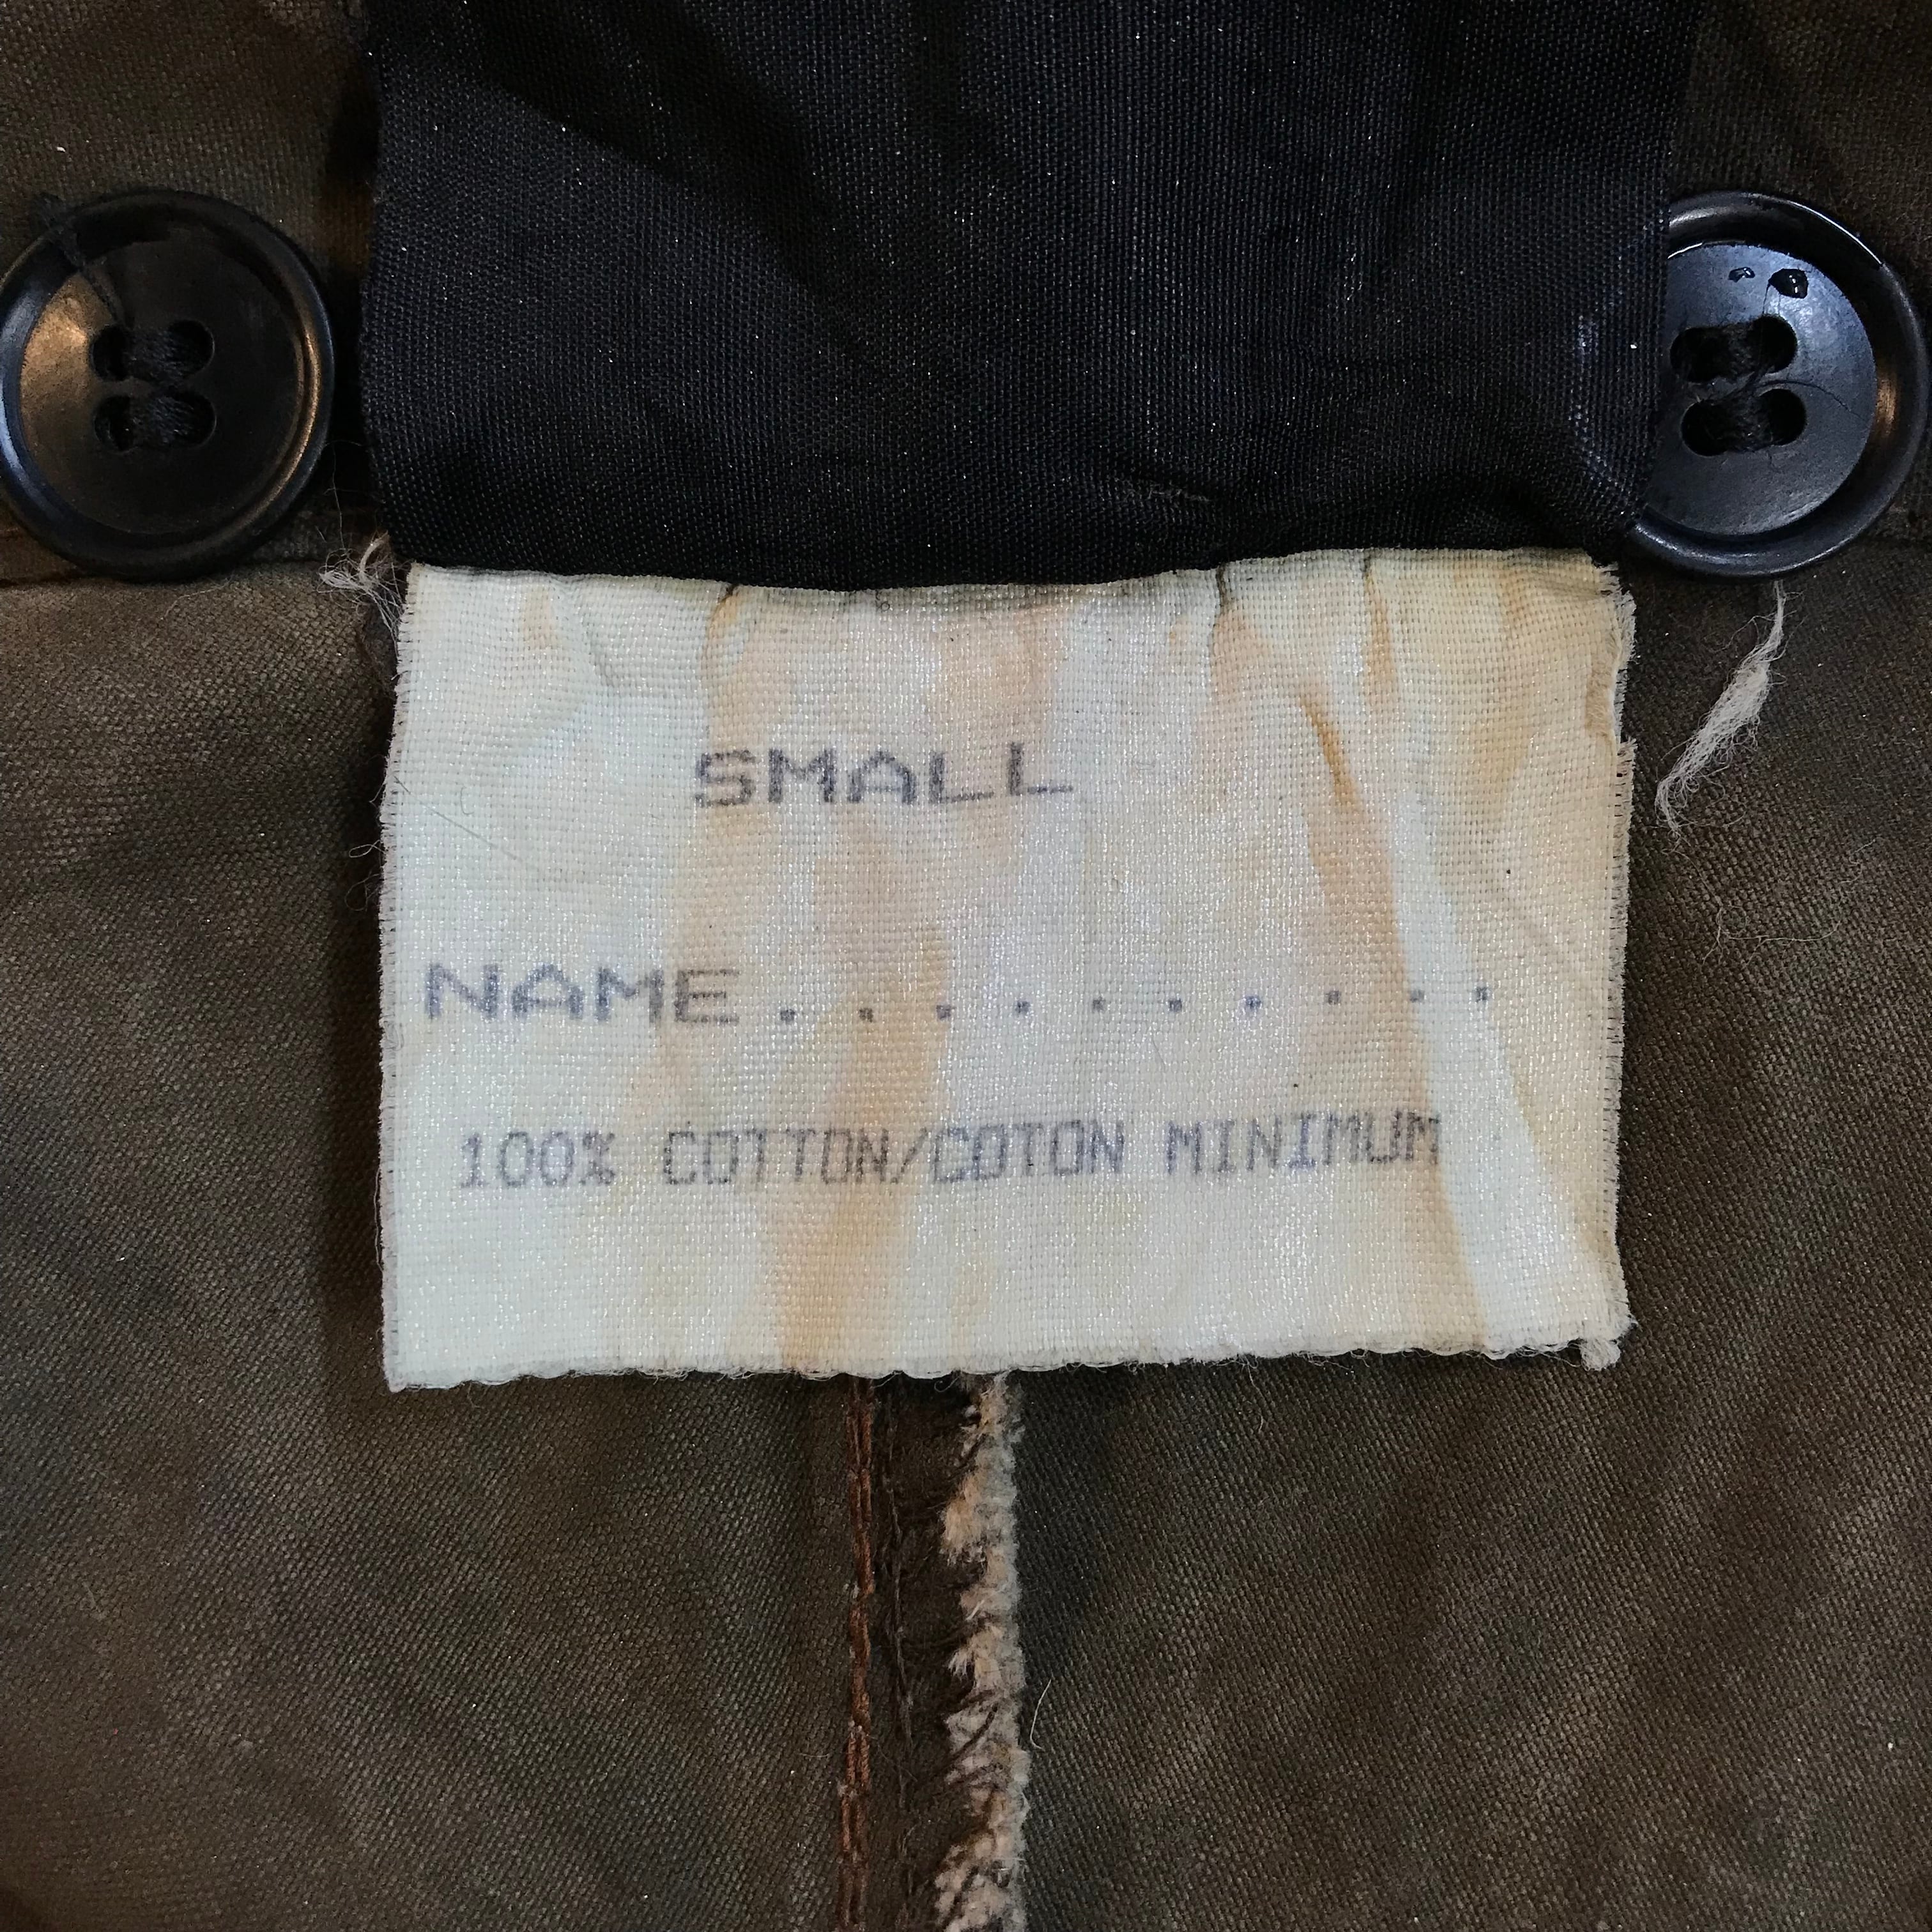 SMALL
NAME..........
100% COTTON/COTON MINIMUM